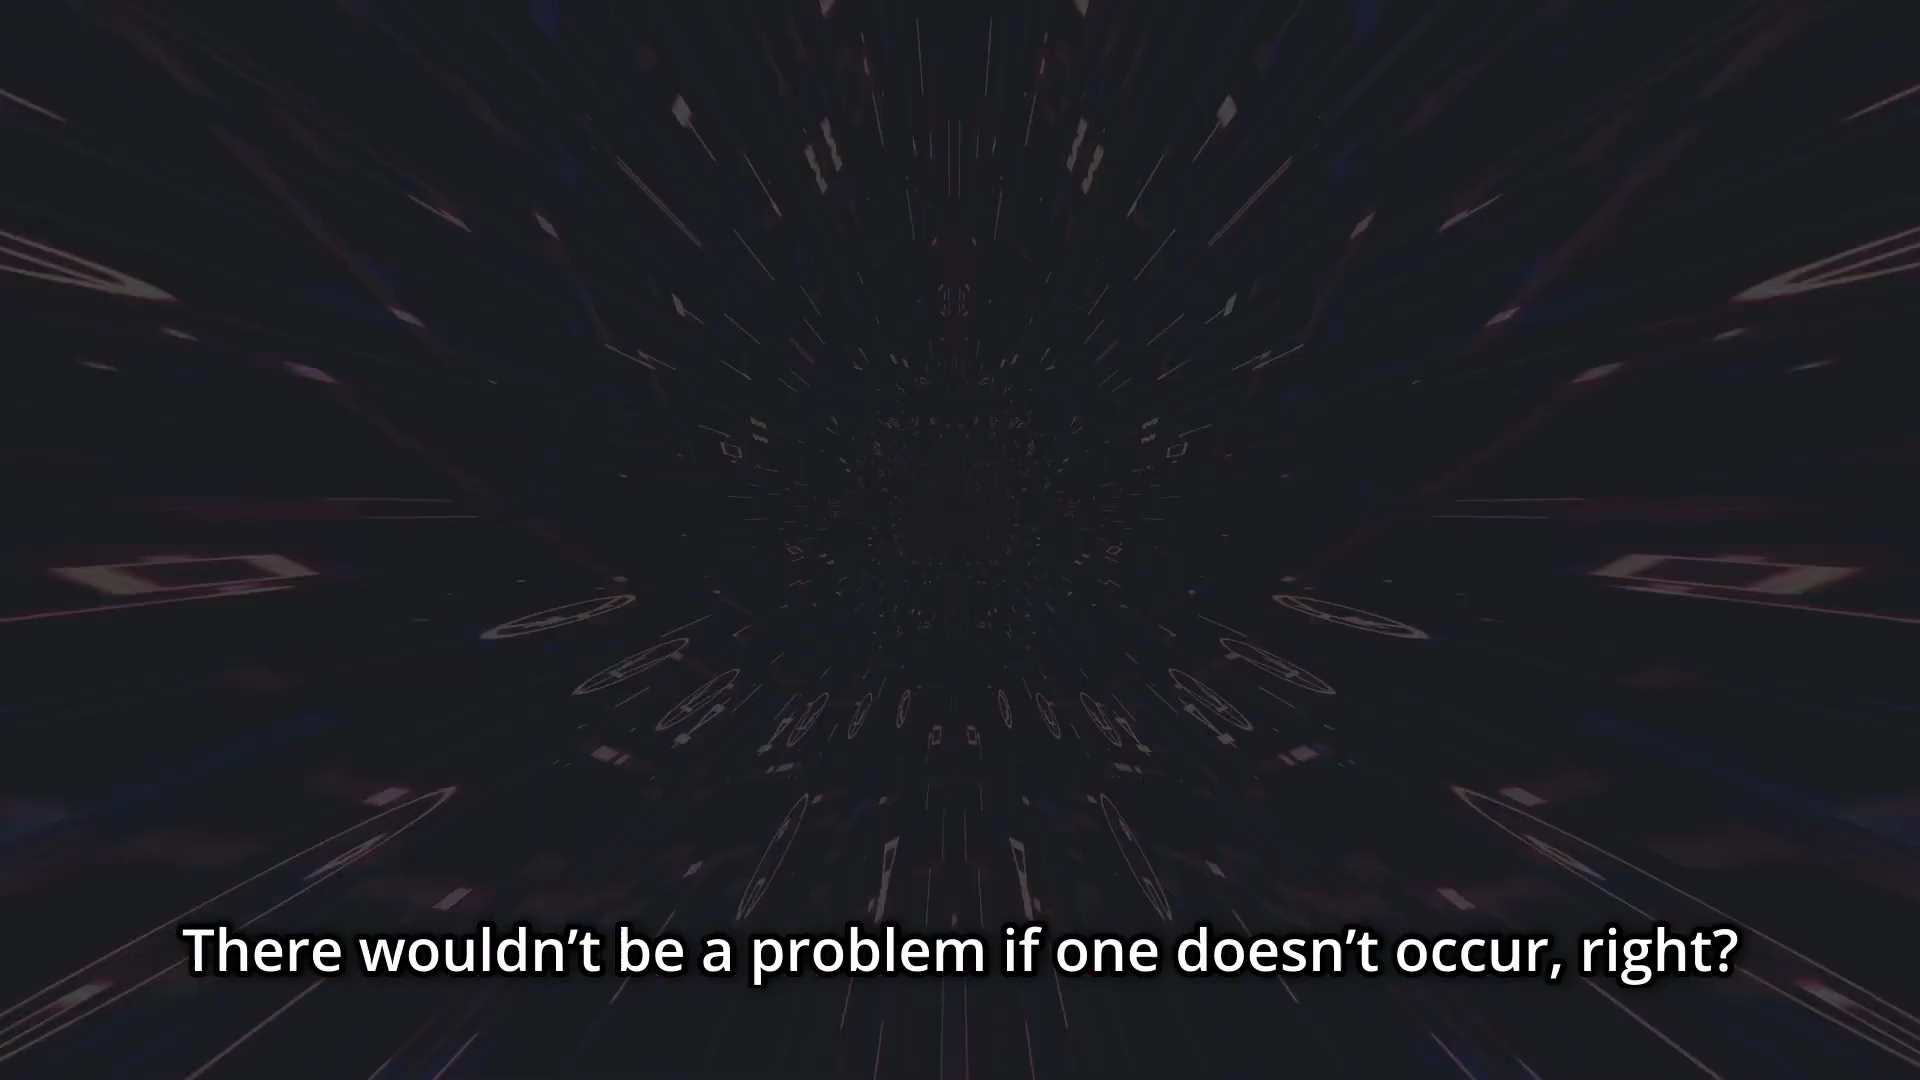 There wouldn’t be a problem if one doesn’t occur, right?